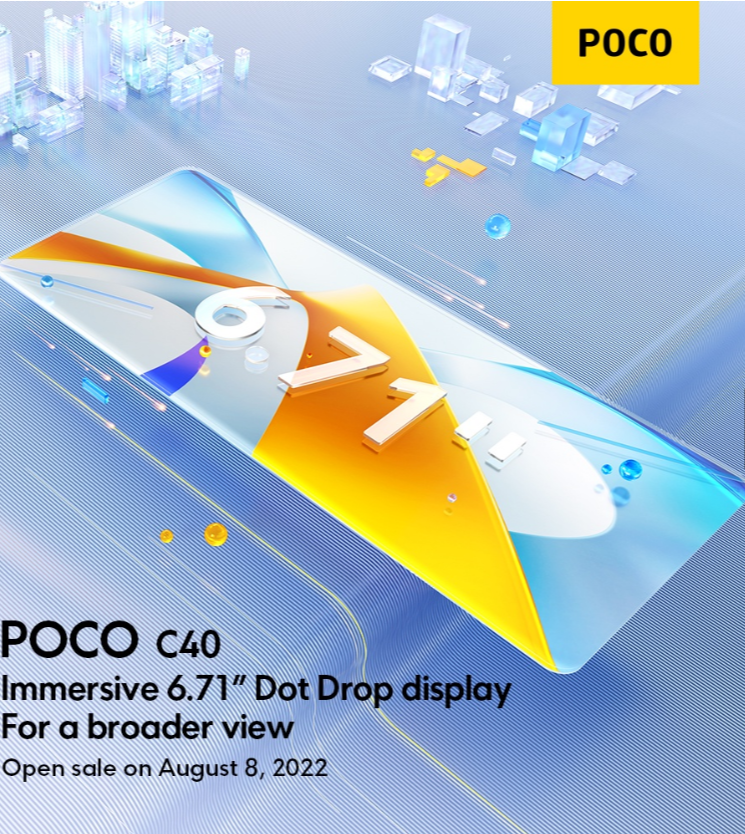 POCO
6.71"
POCO C40
Immersive 6.71” Dot Drop display
For a broader view
Open sale on August 8, 2022